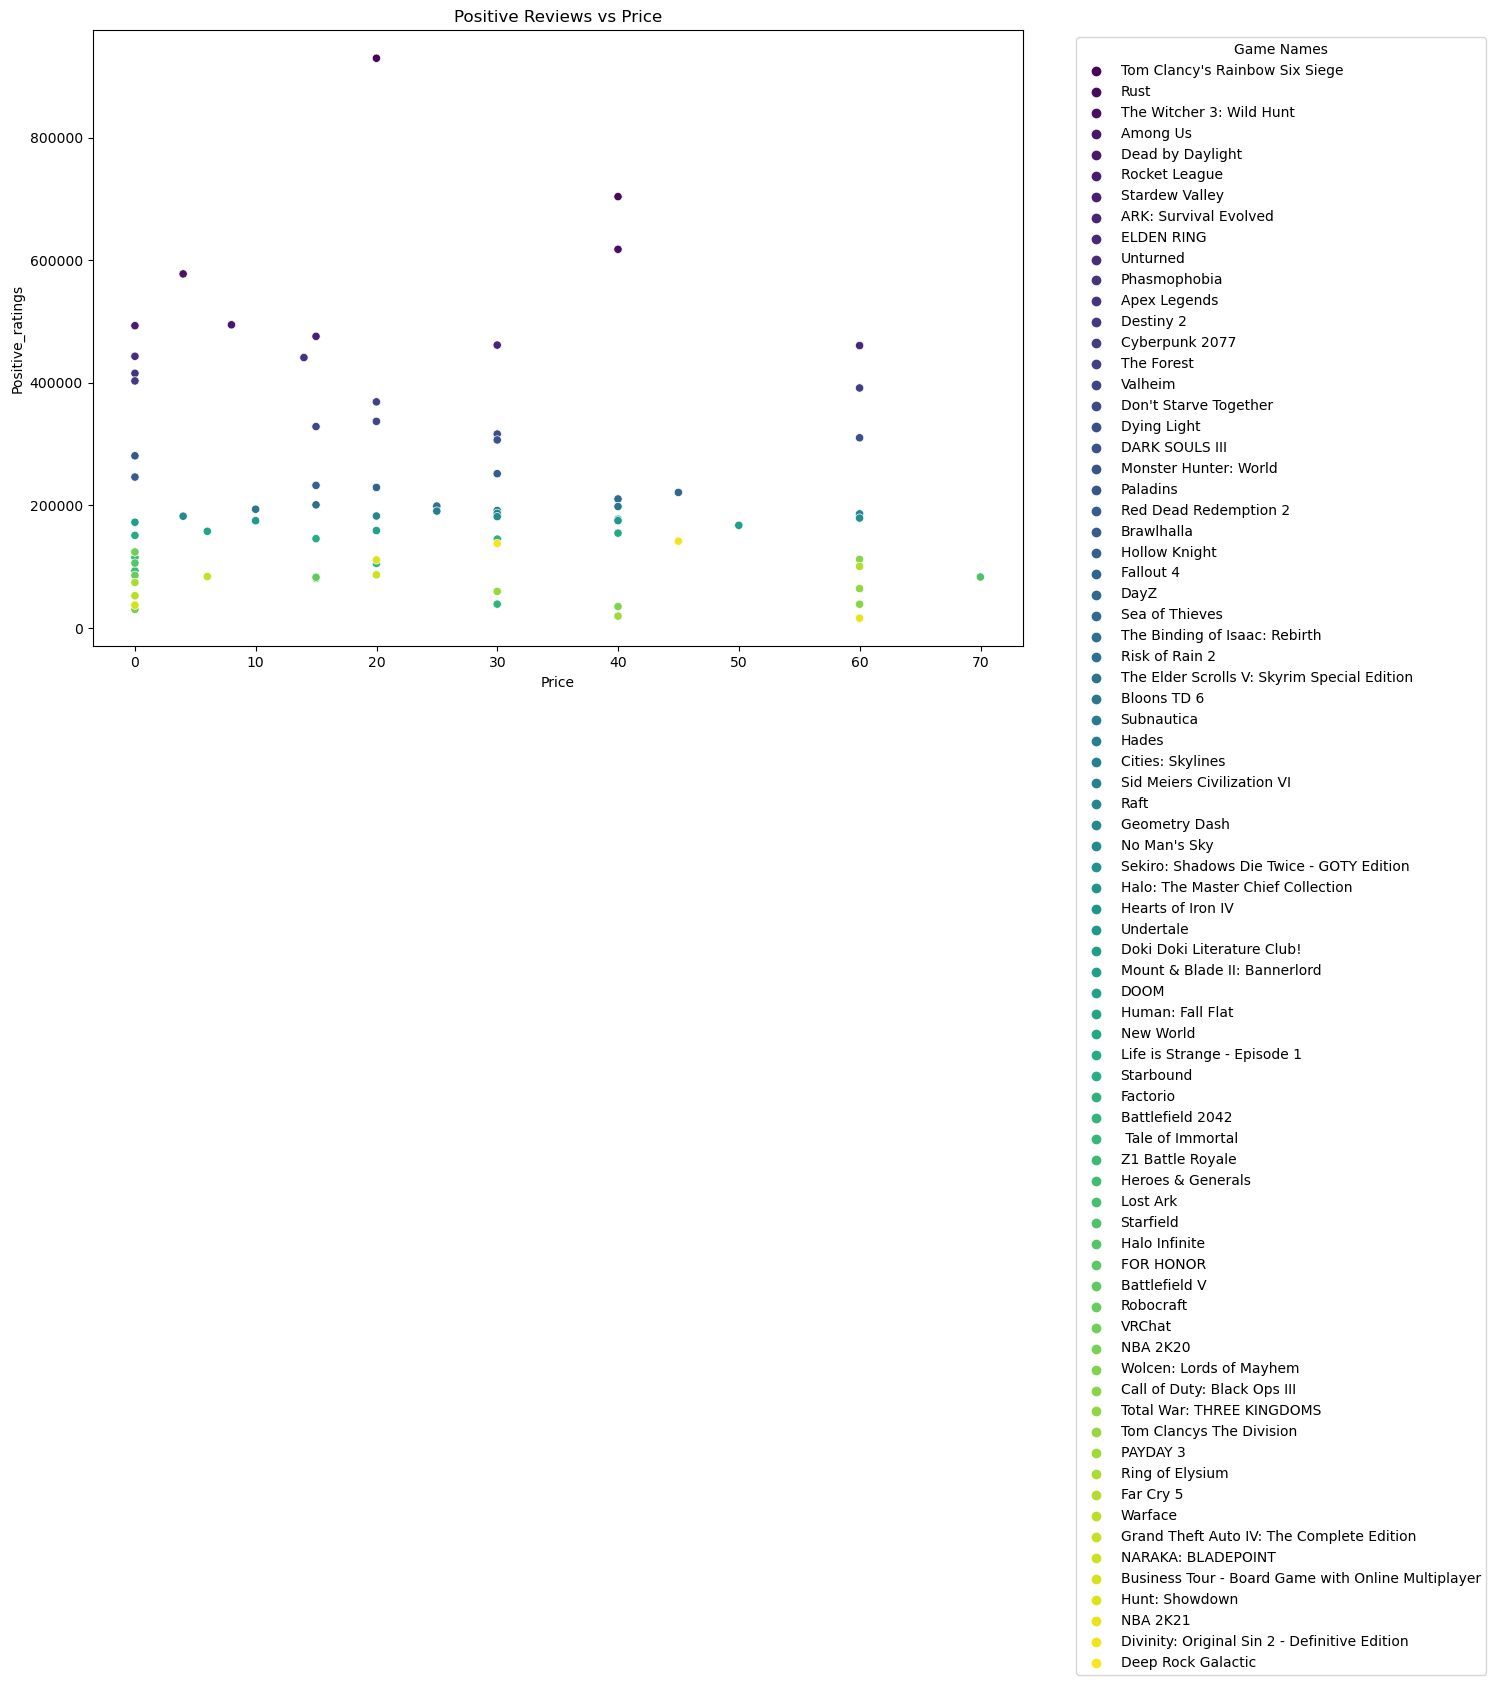 Positive Reviews vs Price
Positive_ratings
800000
600000
400000
200000
0
0 10 20 30 40 50 60 70
Price
Game Names
Tom Clancy's Rainbow Six Siege
Rust
The Witcher 3: Wild Hunt
Among Us
Dead by Daylight
Rocket League
Stardew Valley
ARK: Survival Evolved
ELDEN RING
Unturned
Phasmophobia
Apex Legends
Destiny 2
Cyberpunk 2077
The Forest
Valheim
Don't Starve Together
Dying Light
DARK SOULS III
Monster Hunter: World
Paladins
Red Dead Redemption 2
Brawlhalla
Hollow Knight
Fallout 4
DayZ
Sea of Thieves
The Binding of Isaac: Rebirth
Risk of Rain 2
The Elder Scrolls V: Skyrim Special Edition
Bloons TD 6
Subnautica
Hades
Cities: Skylines
Sid Meiers Civilization VI
Raft
Geometry Dash
No Man's Sky
Sekiro: Shadows Die Twice - GOTY Edition
Halo: The Master Chief Collection
Hearts of Iron IV
Undertale
Doki Doki Literature Club!
Mount & Blade II: Bannerlord
DOOM
Human: Fall Flat
New World
Life is Strange - Episode 1
Starbound
Factorio
Battlefield 2042
Tale of Immortal
Z1 Battle Royale
Heroes & Generals
Lost Ark
Starfield
Halo Infinite
FOR HONOR
Battlefield V
Robocraft
VRChat
NBA 2K20
Wolcen: Lords of Mayhem
Call of Duty: Black Ops III
Total War: THREE KINGDOMS
Tom Clancys The Division
PAYDAY 3
Ring of Elysium
Far Cry 5
Warface
Grand Theft Auto IV: The Complete Edition
NARAKA: BLADEPOINT
Business Tour - Board Game with Online Multiplayer
Hunt: Showdown
NBA 2K21
Divinity: Original Sin 2 - Definitive Edition
Deep Rock Galactic